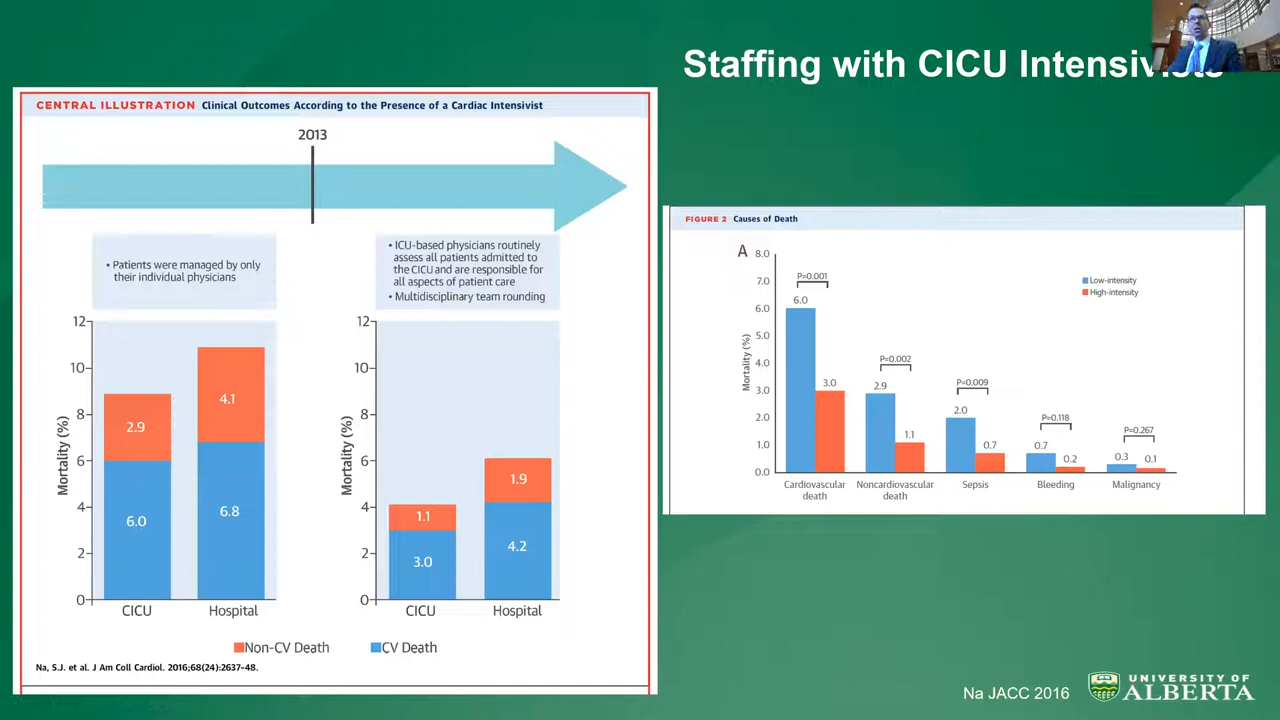 Staffing with CICU Intensivists
CENTRAL ILLUSTRATION Clinical Outcomes According to the Presence of a Cardiac Intensivist
2013
• Patients were managed by only
their individual physicians
• ICU-based physicians routinely
assess all patients admitted to
the CICU and are responsible for
all aspects of patient care
• Multidisciplinary team rounding
Mortality (%)
12
10
8
6
4
2
0
2.9
6.0
4.1
6.8
CICU
Hospital
Mortality (%)
12
10
8
6
4
2
0
1.1
3.0
1.9
4.2
CICU
Hospital
Non-CV Death
CV Death
Na, S.J. et al. J Am Coll Cardiol. 2016;68(24):2637-48.
FIGURE 2 Causes of Death
A
Mortality (%)
8.0
7.0
6.0
5.0
4.0
3.0
2.0
1.0
0.0
Low-intensity
High-intensity
P=0.001
6.0
3.0
P=0.002
2.9
1.1
P=0.009
2.0
0.7
P=0.118
0.7
0.2
P=0.267
0.3
0.1
Cardiovascular
death
Noncardiovascular
death
Sepsis
Bleeding
Malignancy
Na JACC 2016
UNIVERSITY OF
ALBERTA